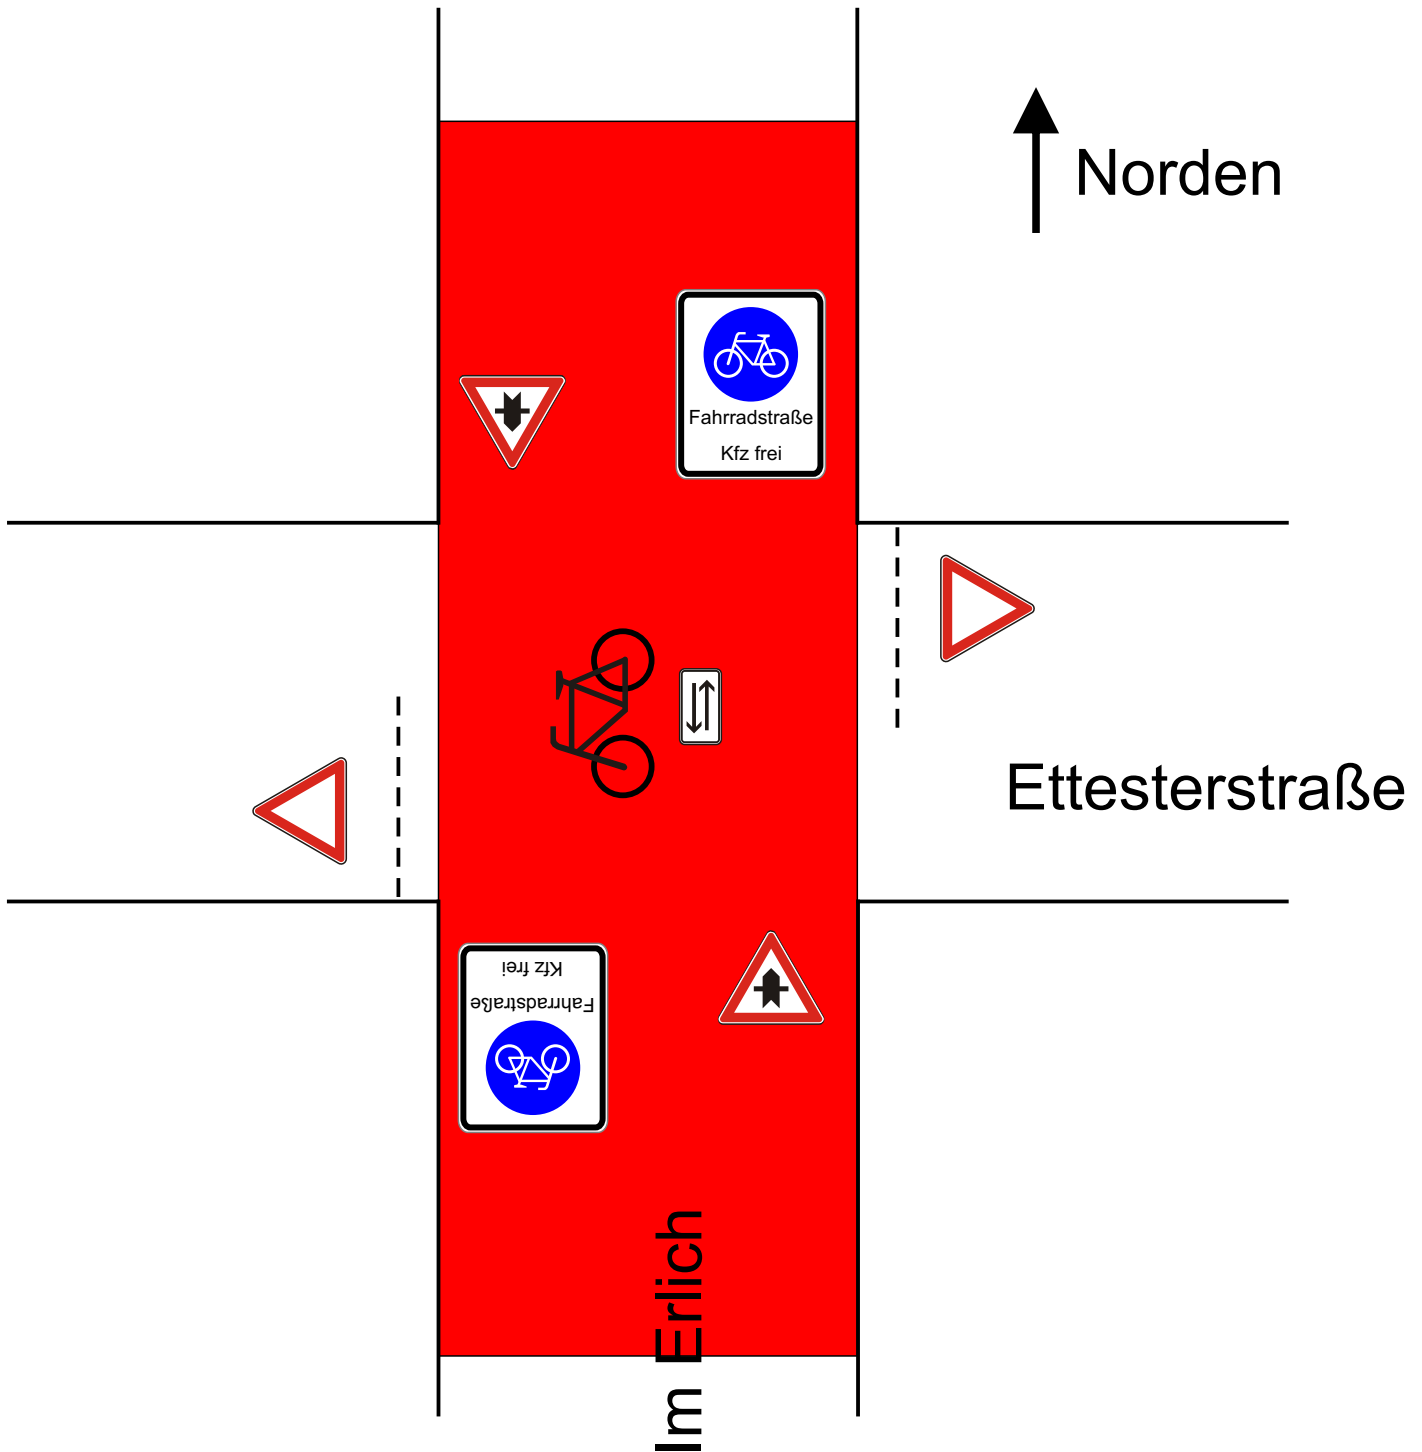 Norden
Fahrradstraße
Kfz frei
Ettesterstraße
Fahrradstraße
Kfz frei
Im Erlich